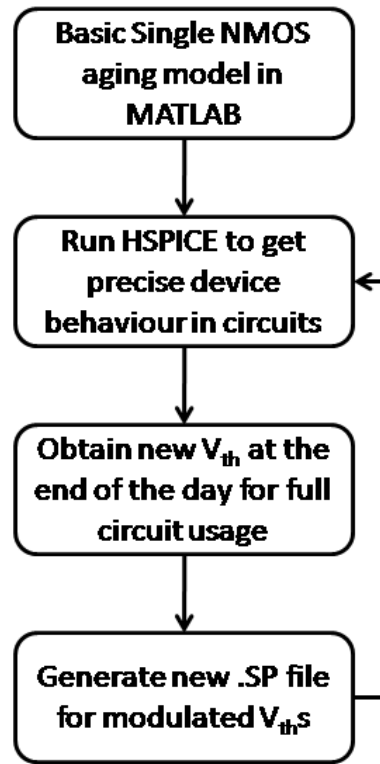 Basic Single NMOS
aging model in
MATLAB
Run HSPICE to get
precise device
behaviour in circuits
Obtain new Vth at the
end of the day for full
circuit usage
Generate new .SP file
for modulated Vths